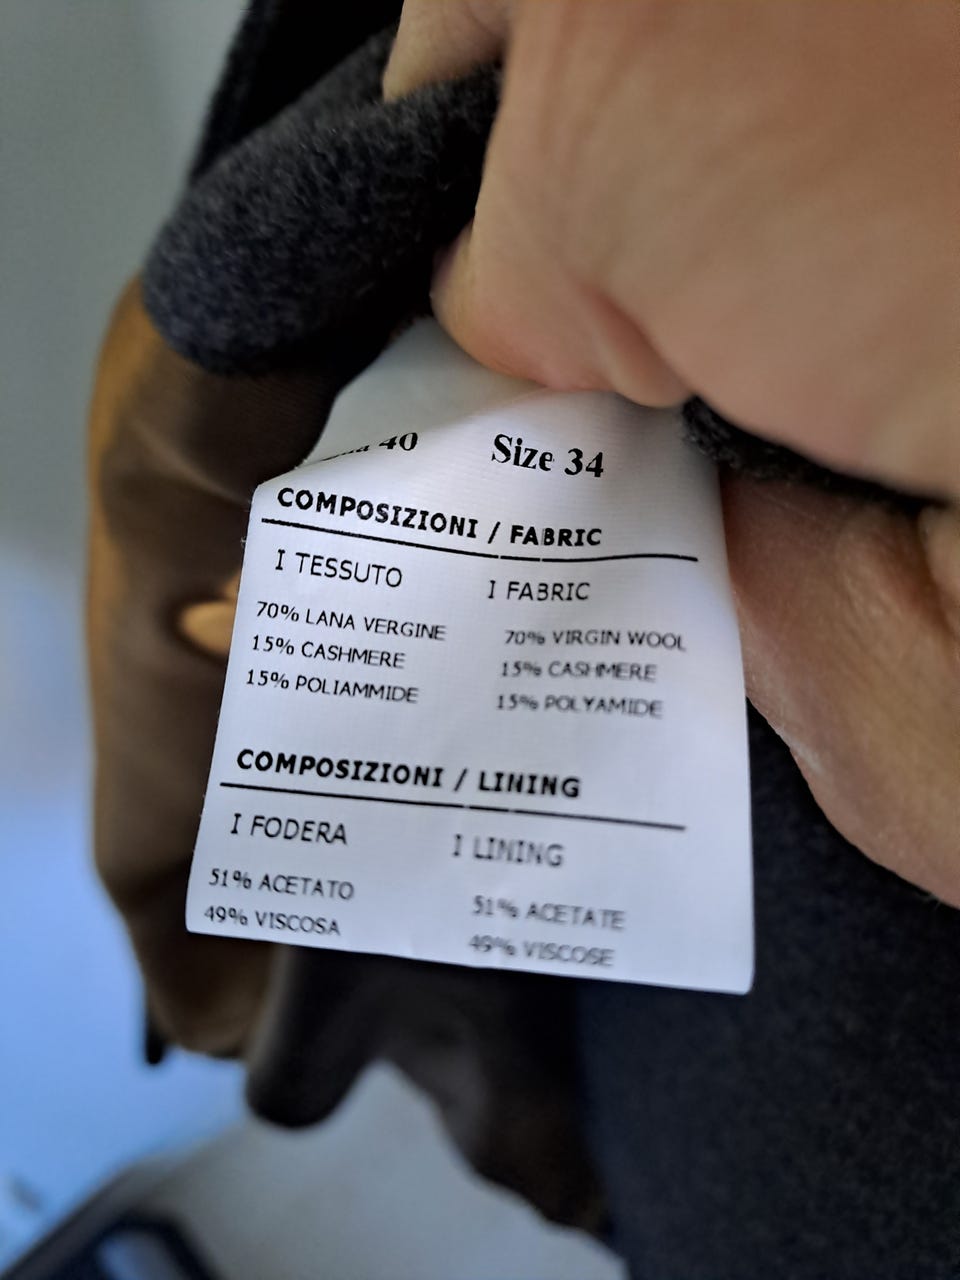 40 Size 34
COMPOSIZIONI / FABRIC
I TESSUTO I FABRIC
70% LANA VERGINE 70% VIRGIN WOOL
15% CASHMERE 15% CASHMERE
15% POLIAMMIDE 15% POLYAMIDE
COMPOSIZIONI / LINING
I FODERA I LINING
51% ACETATO 51% ACETATE
49% VISCOSA 49% VISCOSE